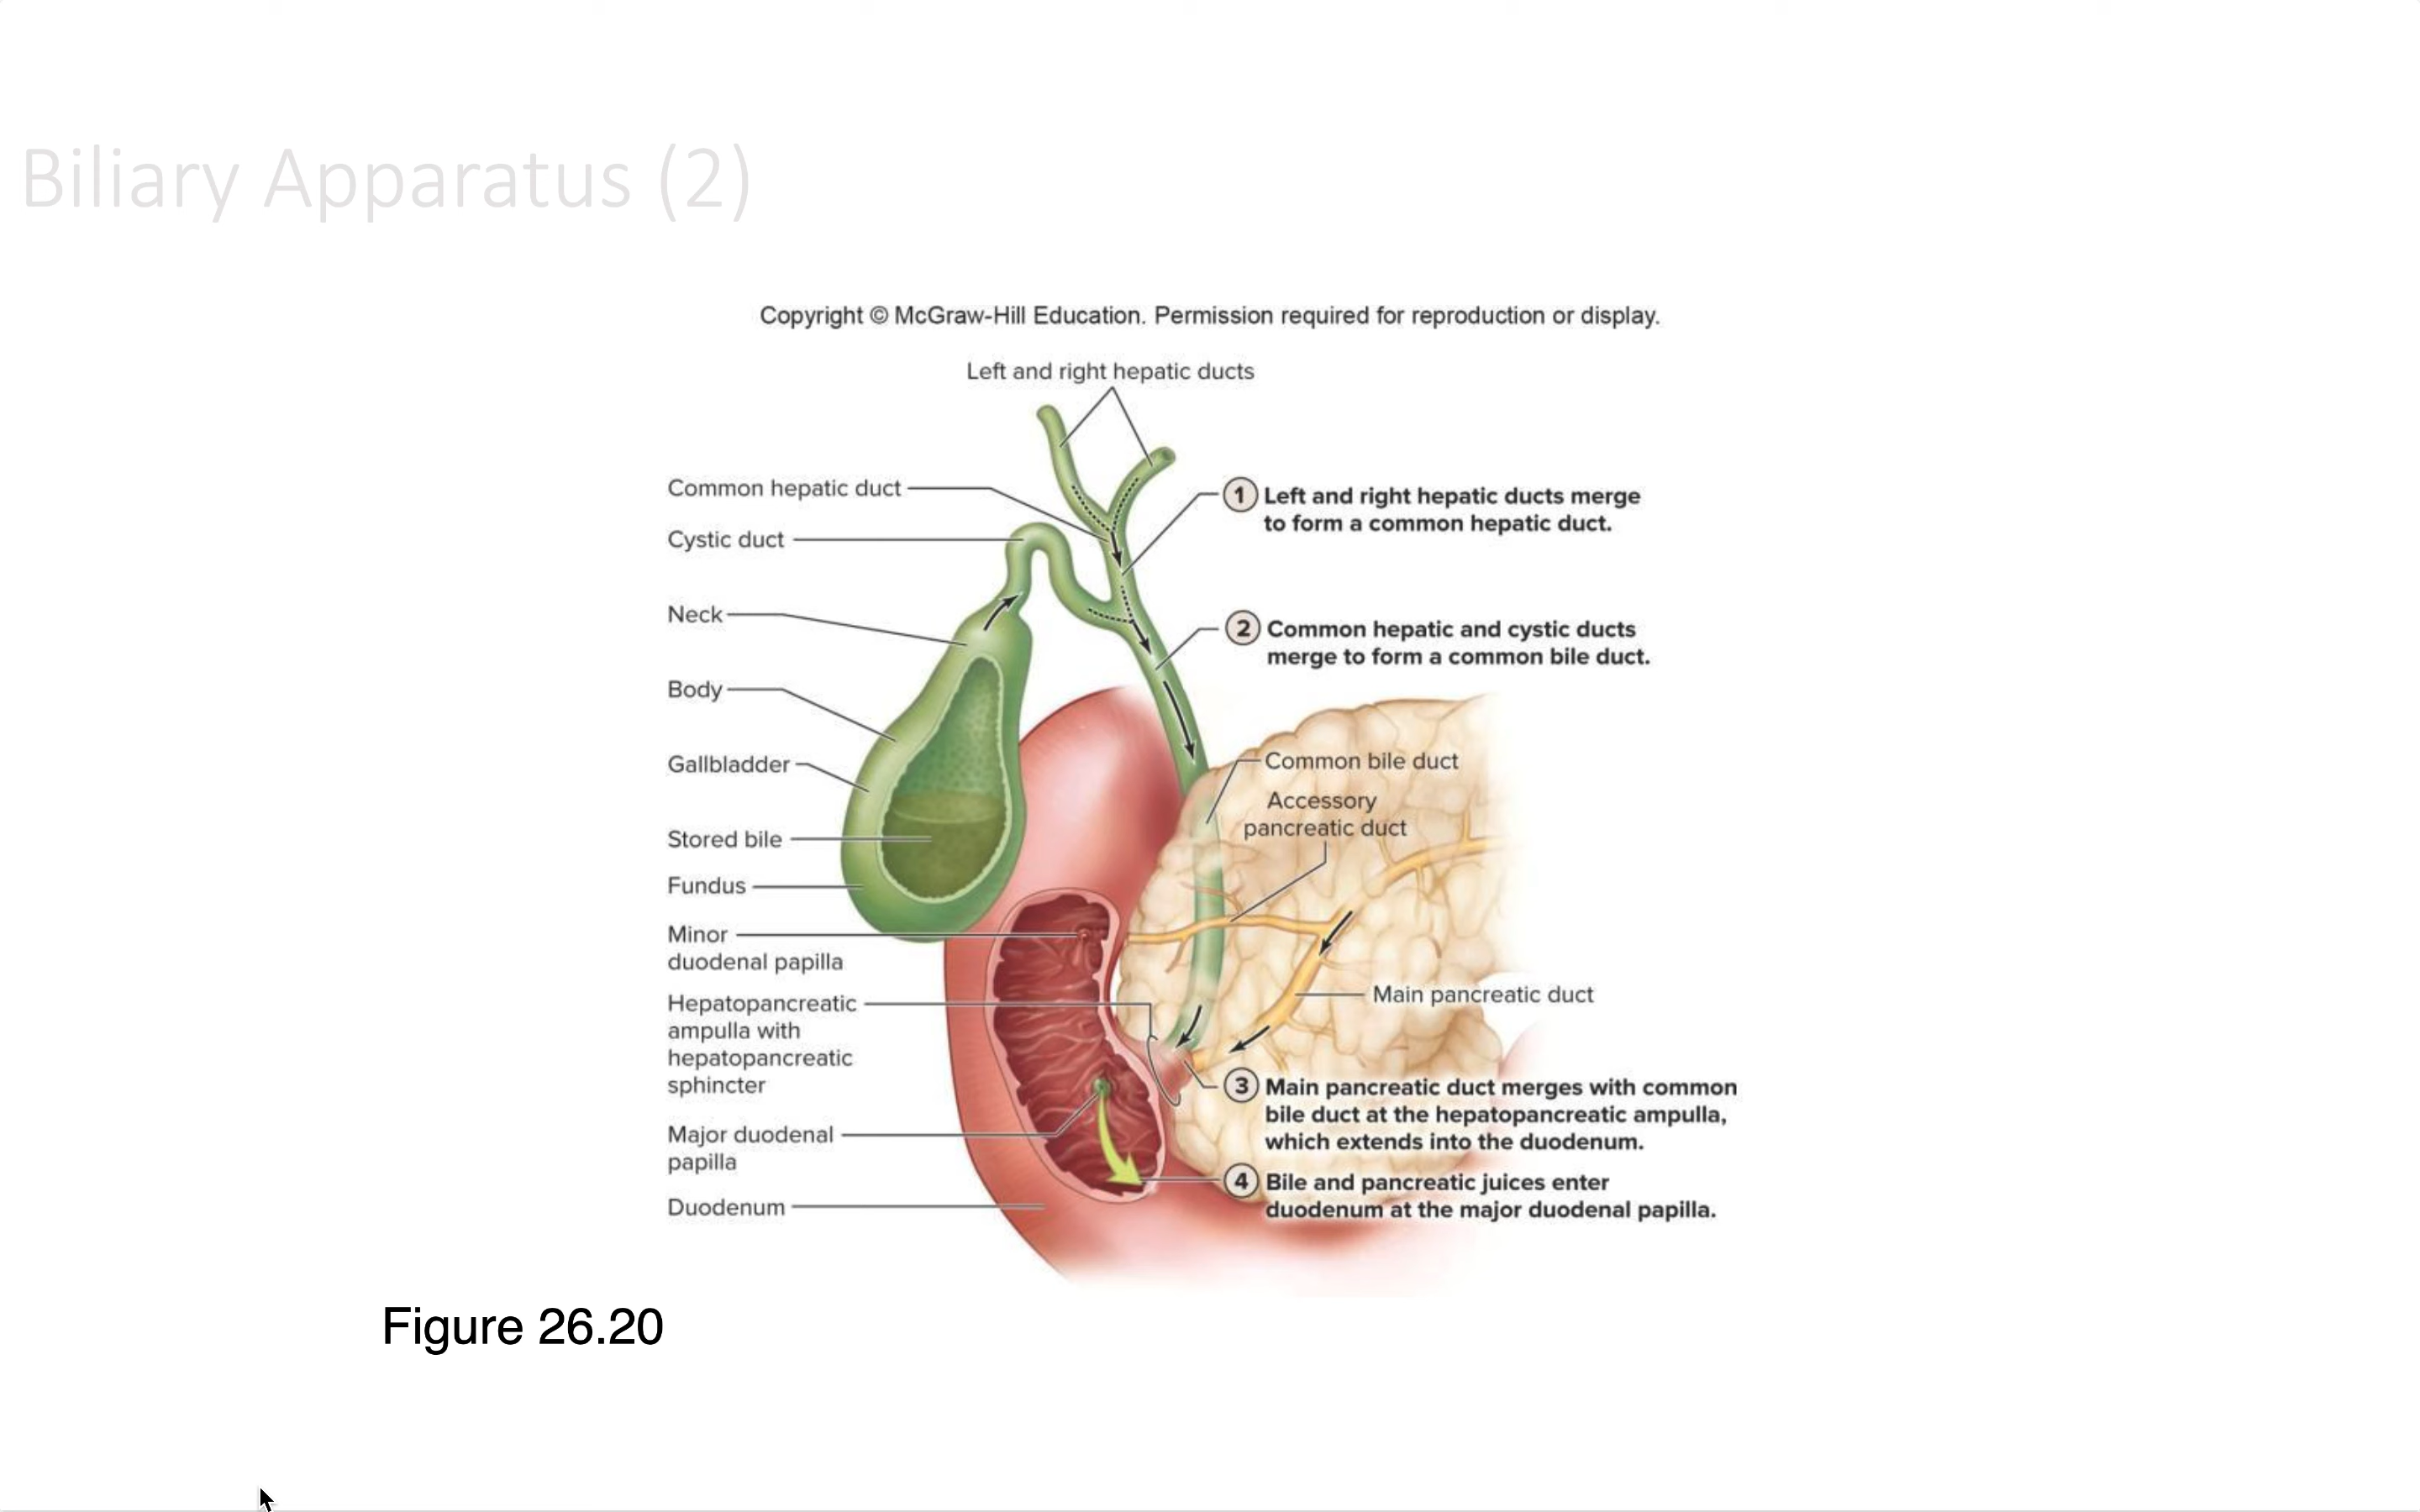 Biliary Apparatus (2)
Copyright © McGraw-Hill Education. Permission required for reproduction or display.
Left and right hepatic ducts
Common hepatic duct
Cystic duct
Neck
Body
Gallbladder
Stored bile
Fundus
Minor
duodenal papilla
Hepatopancreatic
ampulla with
hepatopancreatic
sphincter
Major duodenal
papilla
Duodenum
1 Left and right hepatic ducts merge
to form a common hepatic duct.
2 Common hepatic and cystic ducts
merge to form a common bile duct.
Common bile duct
Accessory
pancreatic duct
Main pancreatic duct
3 Main pancreatic duct merges with common
bile duct at the hepatopancreatic ampulla,
which extends into the duodenum.
4 Bile and pancreatic juices enter
duodenum at the major duodenal papilla.
Figure 26.20